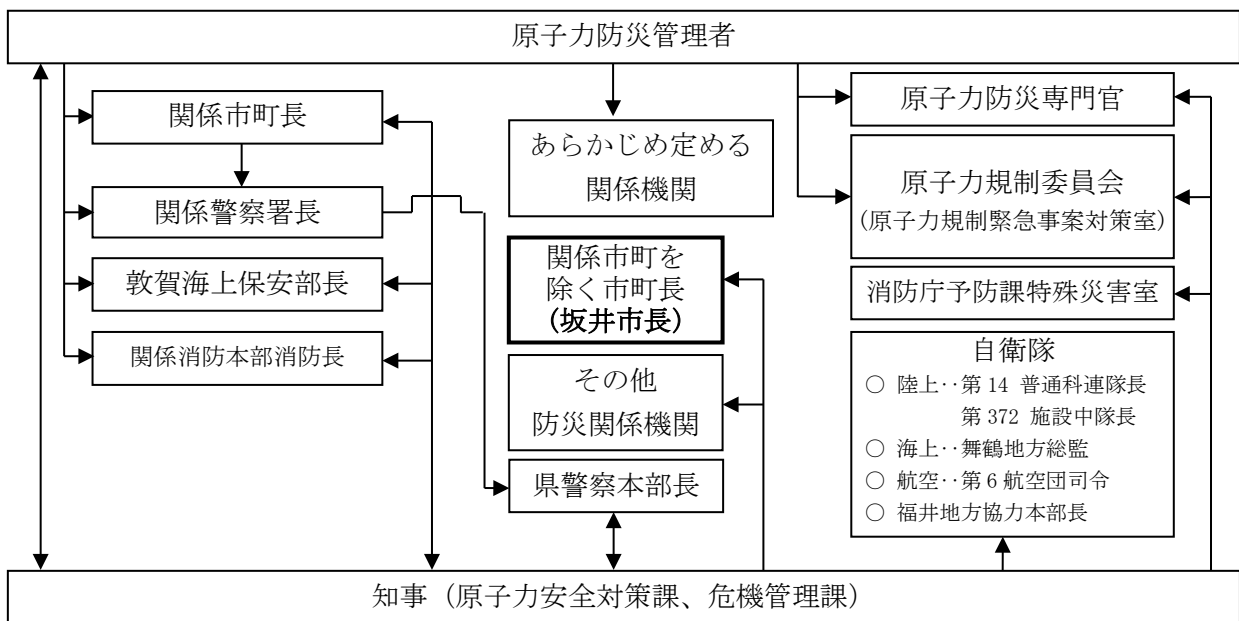 原子力防災管理者
関係市町長
関係警察署長
敦賀海上保安部長
関係消防本部消防長
あらかじめ定める
関係機関
関係市町を
除く市町長
(坂井市長)
その他
防災関係機関
県警察本部長
原子力防災専門官
原子力規制委員会
(原子力規制緊急事案対策室)
消防庁予防課特殊災害室
自衛隊
○ 陸上‥第14 普通科連隊長
第372 施設中隊長
○ 海上‥舞鶴地方総監
○ 航空‥第6航空団司令
○ 福井地方協力本部長
知事（原子力安全対策課、危機管理課）